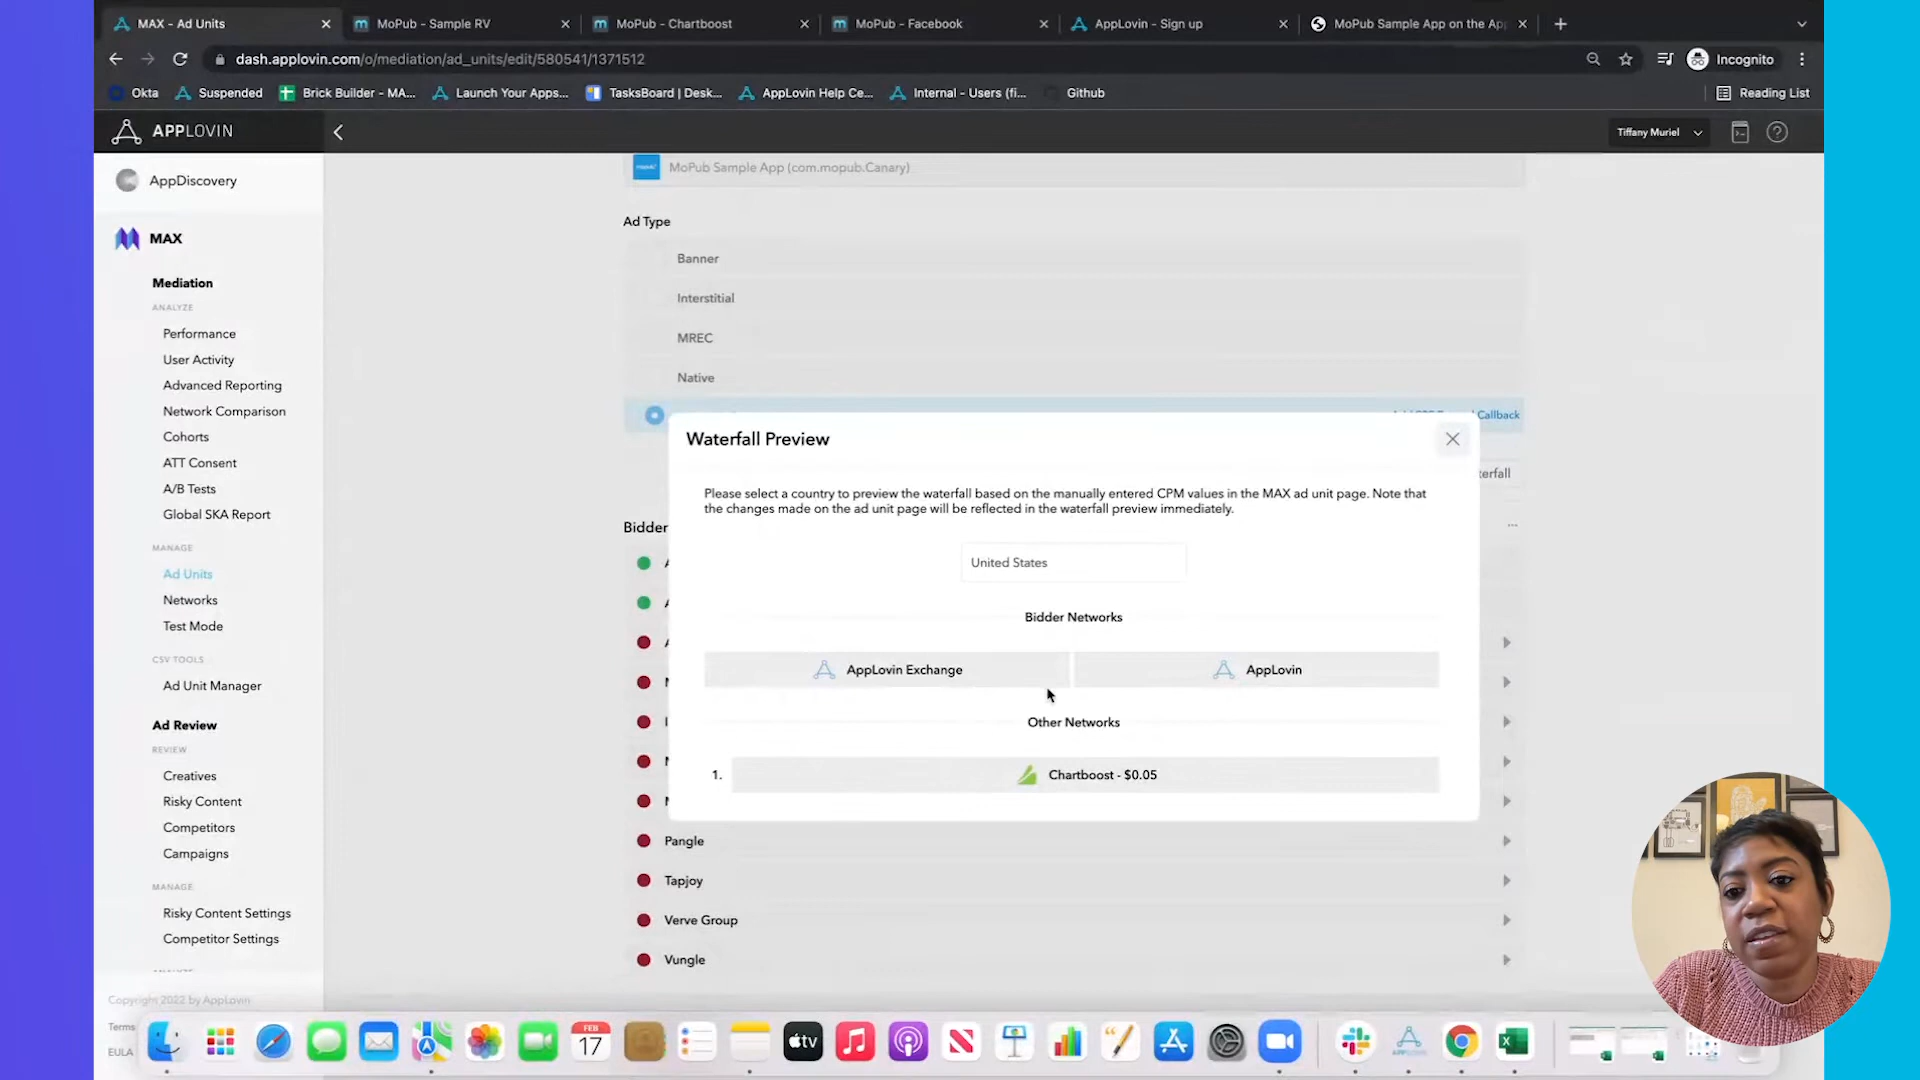 MAX - Ad Units
MoPub - Sample RV
MoPub - Chartboost
MoPub - Facebook
AppLovin - Sign up
MoPub Sample App on the Ap
dash.applovin.com/o/mediation/ad_units/edit/580541/1371512
Incognito
Okta
Suspended
Brick Builder - MA...
Launch Your Apps...
TasksBoard | Desk...
AppLovin Help Ce...
Internal - Users (fi...
Github
Reading List
APPLOVIN
Tiffany Muriel
AppDiscovery
MAX
Mediation
ANALYZE
Performance
User Activity
Advanced Reporting
Network Comparison
Cohorts
ATT Consent
A/B Tests
Global SKA Report
MANAGE
Ad Units
Networks
Test Mode
CSV TOOLS
Ad Unit Manager
Ad Review
REVIEW
Creatives
Risky Content
Competitors
Campaigns
MANAGE
Risky Content Settings
Competitor Settings
Copyright 2022 by AppLovin
Terms
EULA
MoPub Sample App (com.mopub.Canary)
Ad Type
Banner
Interstitial
MREC
Native
Callback
erfall
Bidder
Waterfall Preview
Please select a country to preview the waterfall based on the manually entered CPM values in the MAX ad unit page. Note that
the changes made on the ad unit page will be reflected in the waterfall preview immediately.
United States
Bidder Networks
AppLovin Exchange
AppLovin
Other Networks
1.
Chartboost - $0.05
Pangle
Tapjoy
Verve Group
Vungle
FEB
17
tv